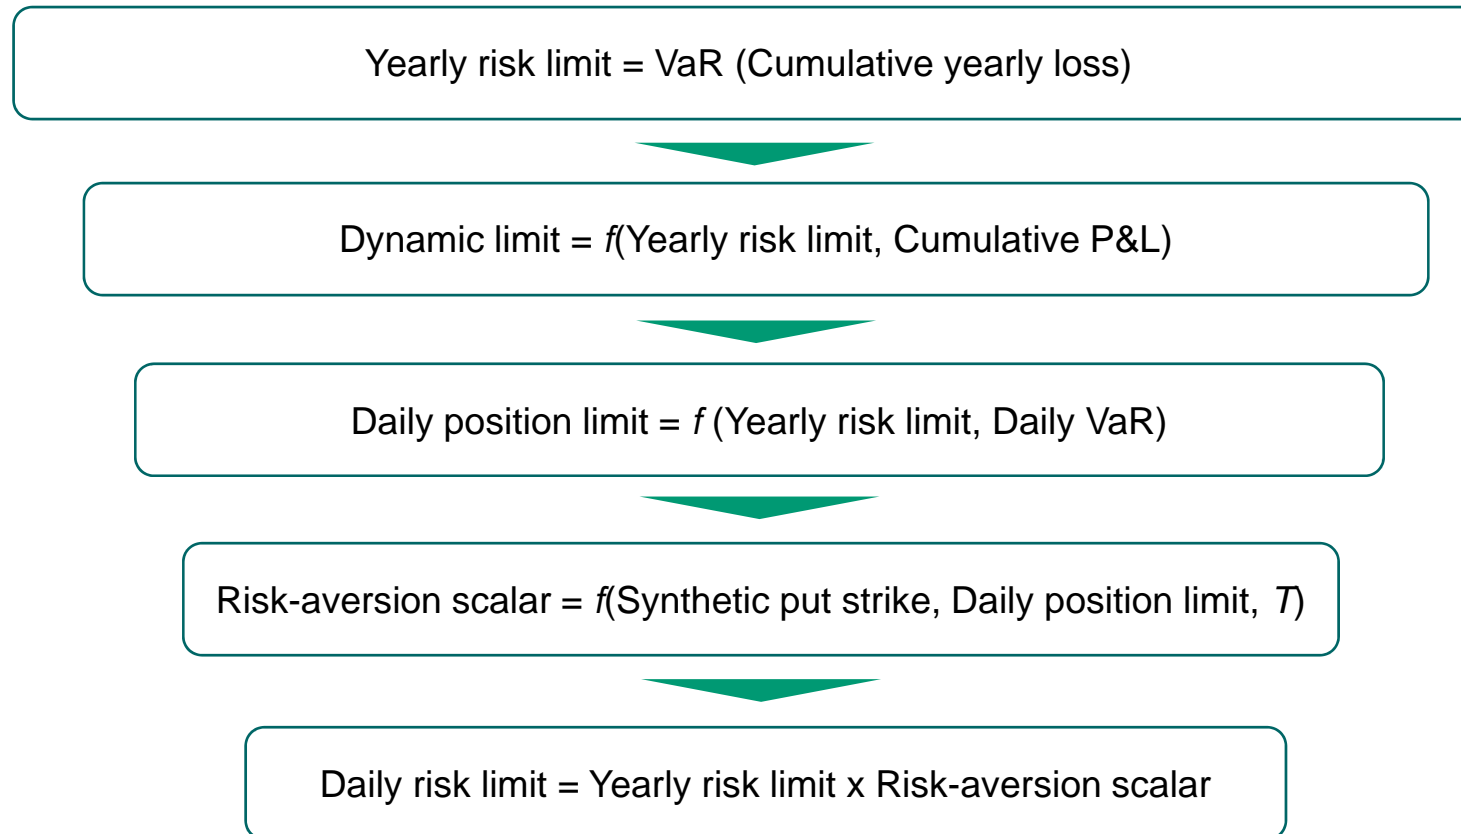 Yearly risk limit = VaR (Cumulative yearly loss)
Dynamic limit = f(Yearly risk limit, Cumulative P&L)
Daily position limit = f (Yearly risk limit, Daily VaR)
Risk-aversion scalar = f(Synthetic put strike, Daily position limit, T)
Daily risk limit = Yearly risk limit x Risk-aversion scalar